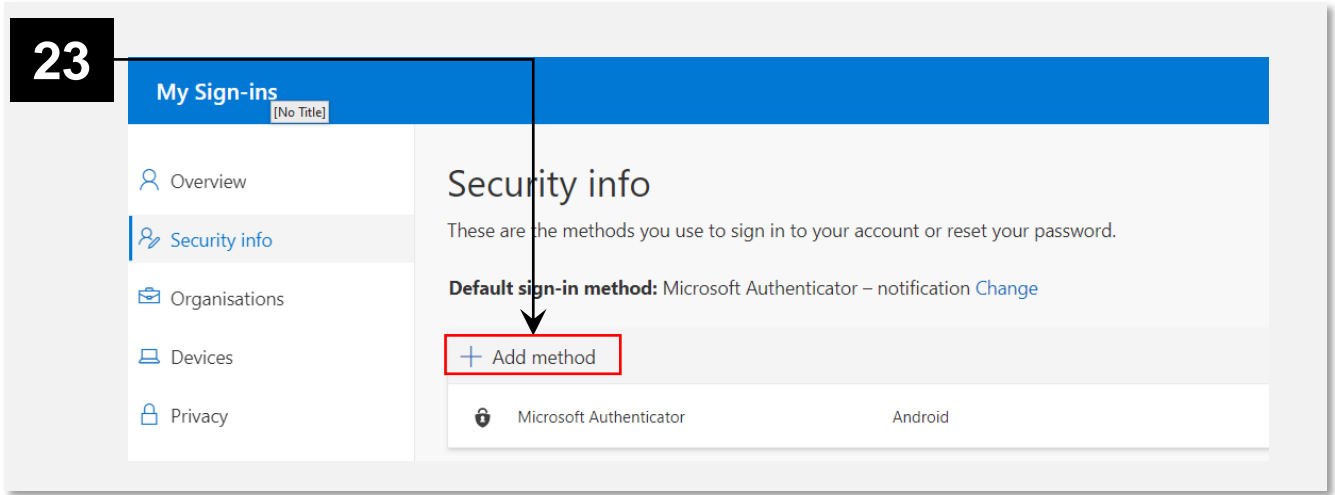 23
My Sign-ins
[No Title]
Overview
Security info
Organisations
Devices
Privacy
Security info
These are the methods you use to sign in to your account or reset your password.
Default sign-in method: Microsoft Authenticator – notification Change
+ Add method
Microsoft Authenticator Android